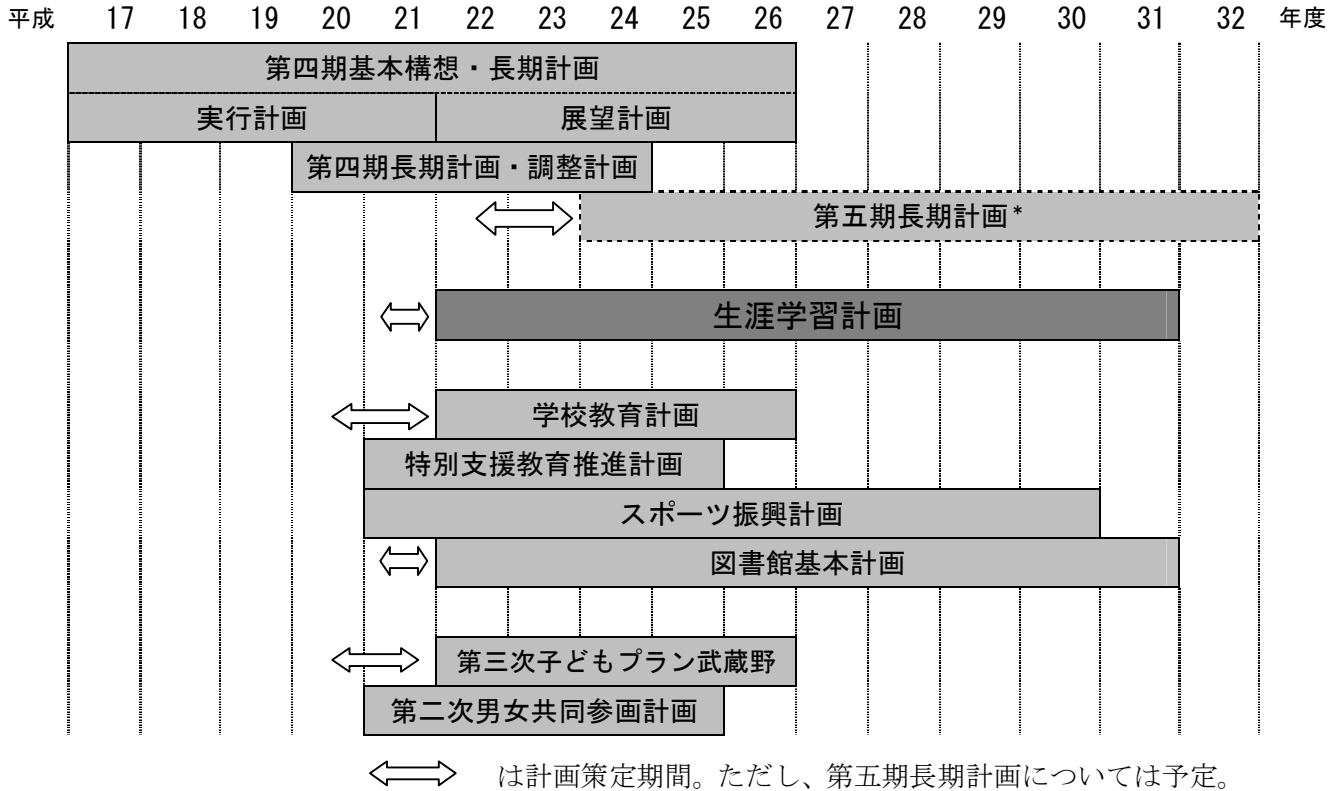 平成 17 18 19 20 21 22 23 24 25 26 27 28 29 30 31 32 年度
第四期基本構想・長期計画
実行計画 展望計画
第四期長期計画・調整計画
第五期長期計画*
生涯学習計画
学校教育計画
特別支援教育推進計画
スポーツ振興計画
図書館基本計画
第三次子どもプラン武蔵野
第二次男女共同参画計画
は計画策定期間。ただし、第五期長期計画については予定。